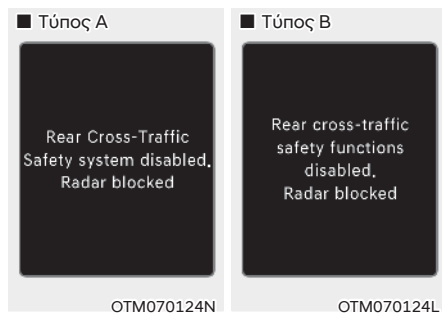 ■ Τύπος A
Rear Cross-Traffic
Safety system disabled.
Radar blocked
OTM070124N
■ Τύπος B
Rear cross-traffic
safety functions
disabled.
Radar blocked
OTM070124L